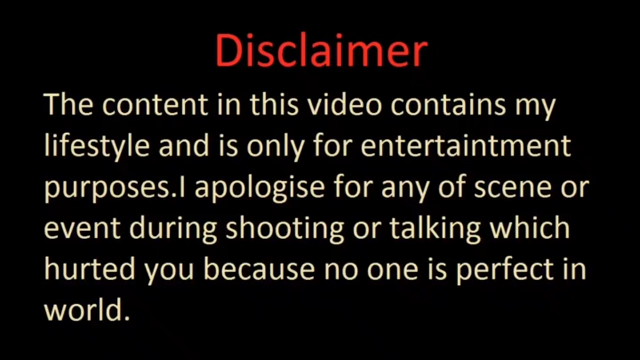 Disclaimer
The content in this video contains my
lifestyle and is only for entertaintment
purposes.I apologise for any of scene or
event during shooting or talking which
hurted you because no one is perfect in
world.